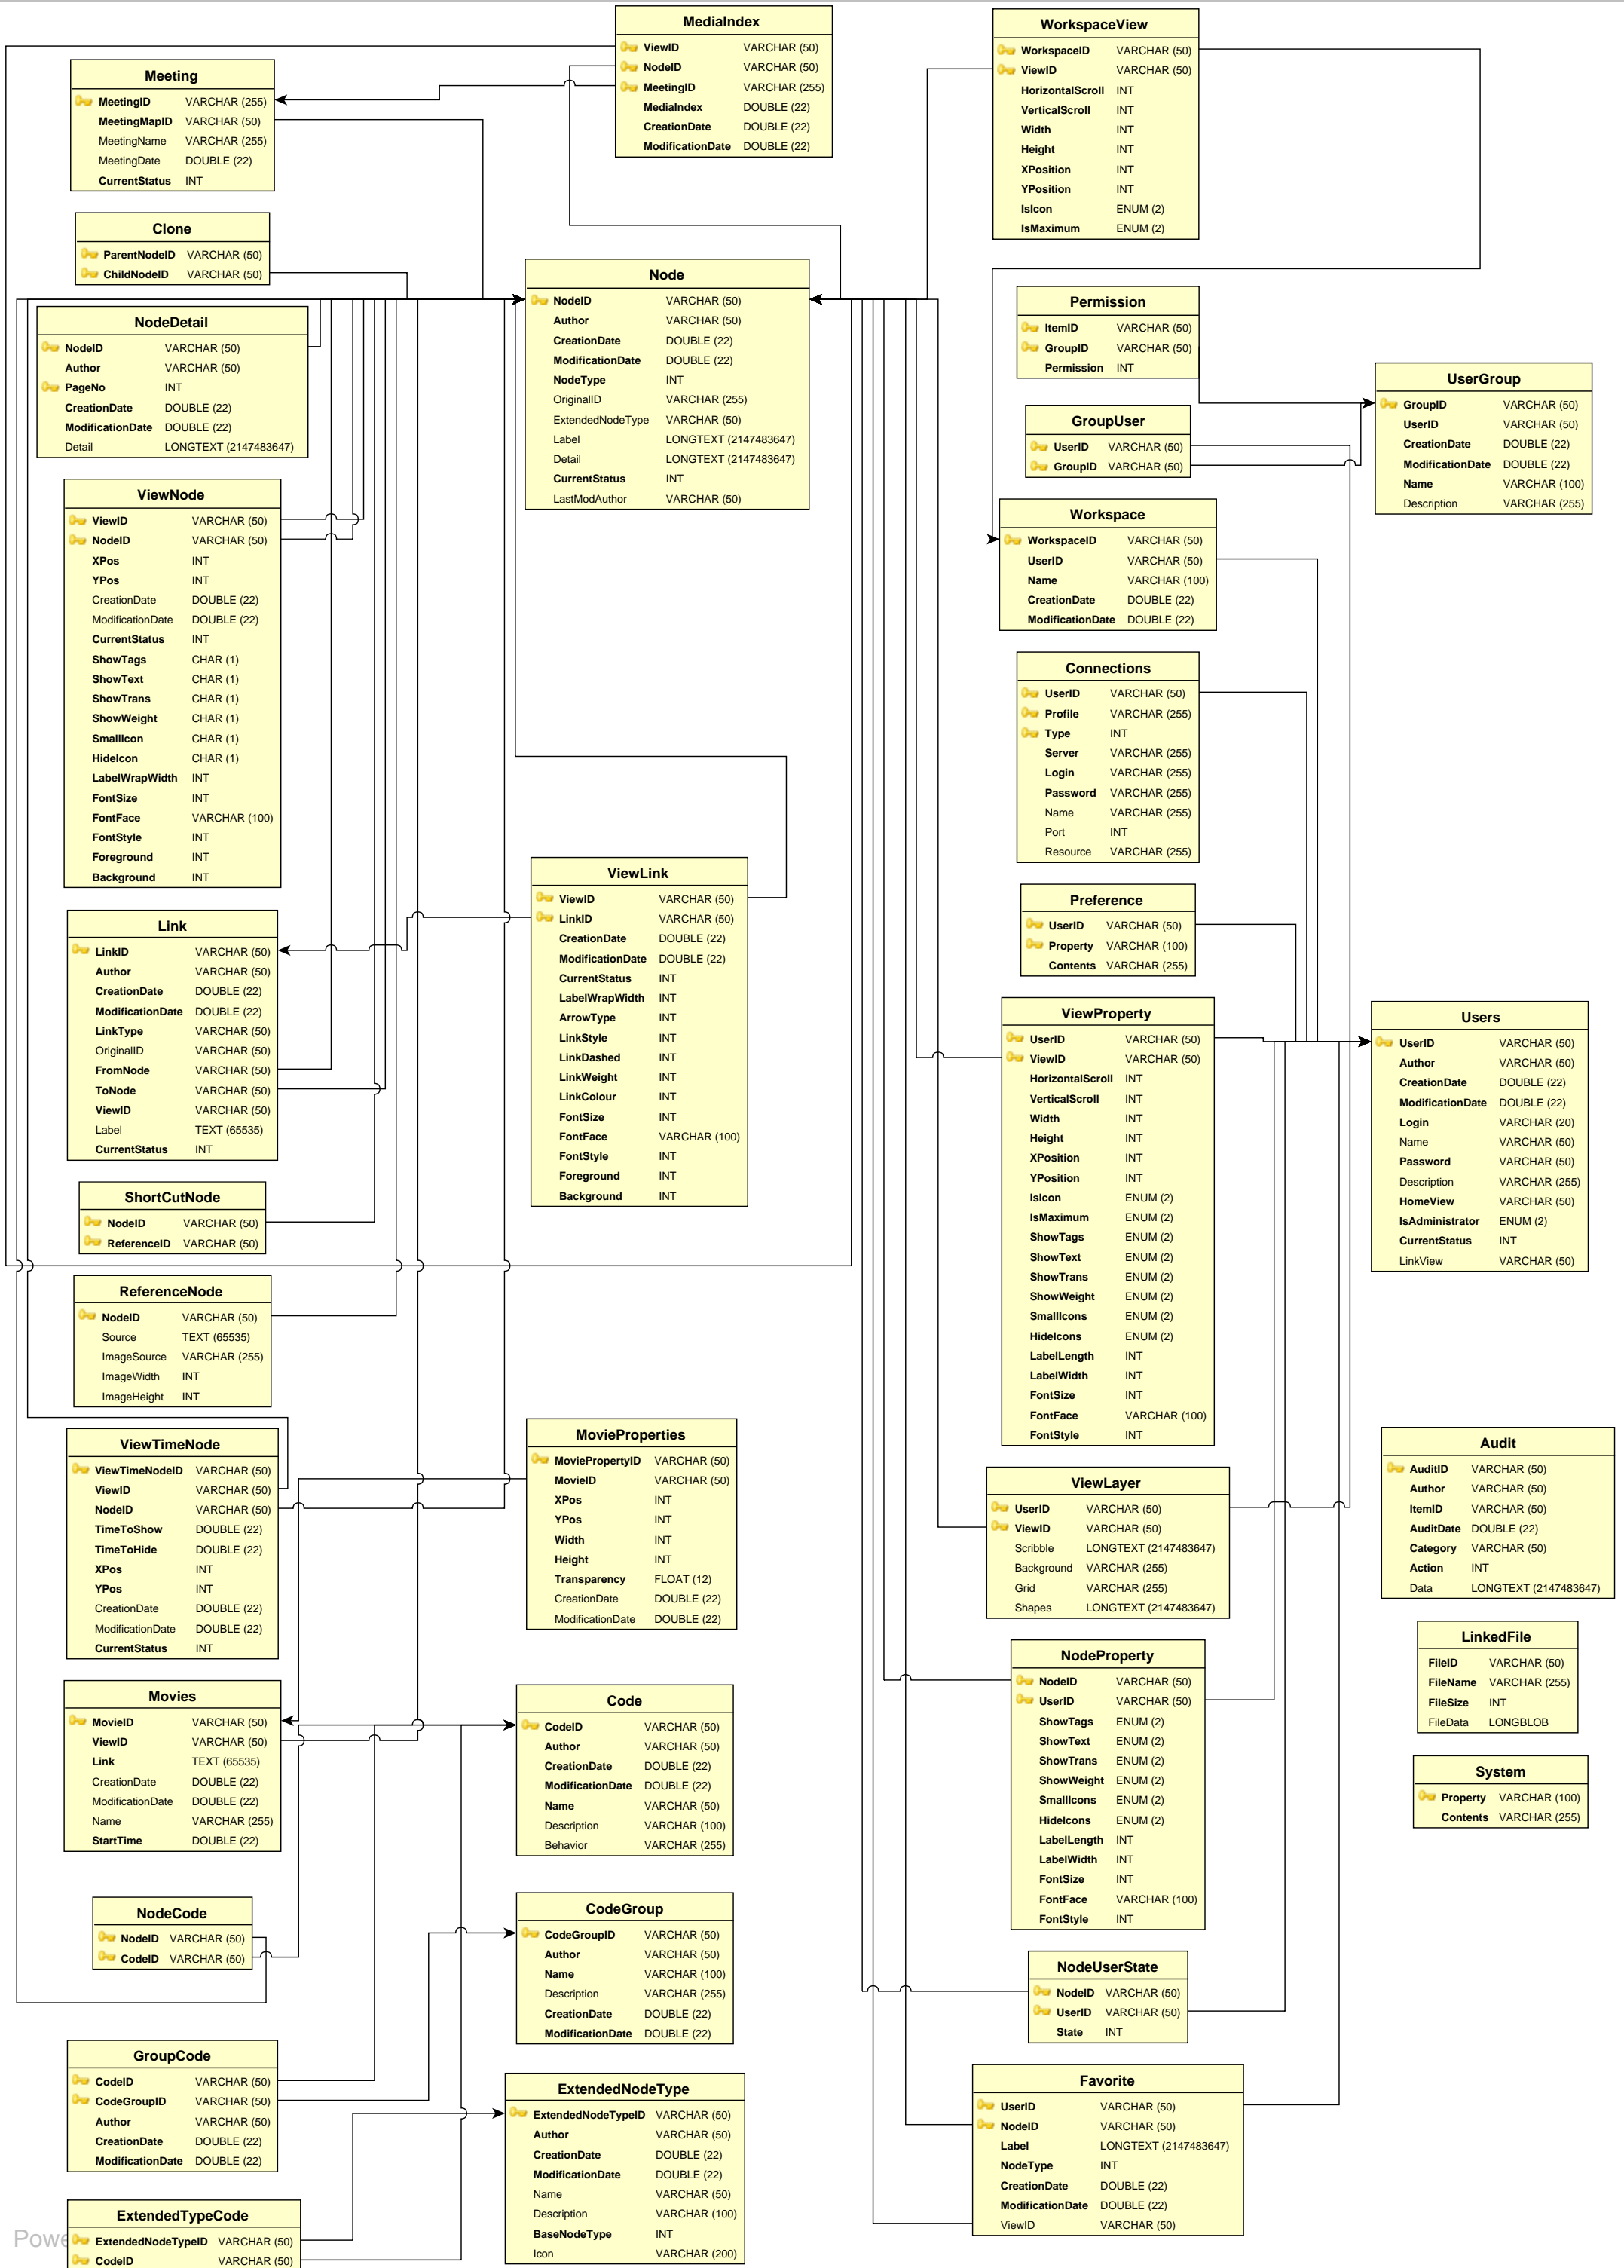 MediaIndex
ViewID VARCHAR (50)
NodeID VARCHAR (50)
MeetingID VARCHAR (255)
MediaIndex DOUBLE (22)
CreationDate DOUBLE (22)
ModificationDate DOUBLE (22)
WorkspaceView
WorkspaceID VARCHAR (50)
ViewID VARCHAR (50)
HorizontalScroll INT
VerticalScroll INT
Width INT
Height INT
XPosition INT
YPosition INT
IsIcon ENUM (2)
IsMaximum ENUM (2)
Meeting
MeetingID VARCHAR (255)
MeetingMapID VARCHAR (50)
MeetingName VARCHAR (255)
MeetingDate DOUBLE (22)
CurrentStatus INT
Clone
ParentNodeID VARCHAR (50)
ChildNodeID VARCHAR (50)
Node
NodeID VARCHAR (50)
Author VARCHAR (50)
CreationDate DOUBLE (22)
ModificationDate DOUBLE (22)
NodeType INT
OriginalID VARCHAR (255)
ExtendedNodeType VARCHAR (50)
Label LONGTEXT (2147483647)
Detail LONGTEXT (2147483647)
CurrentStatus INT
LastModAuthor VARCHAR (50)
Permission
ItemID VARCHAR (50)
GroupID VARCHAR (50)
Permission INT
NodeDetail
NodeID VARCHAR (50)
Author VARCHAR (50)
PageNo INT
CreationDate DOUBLE (22)
ModificationDate DOUBLE (22)
Detail LONGTEXT (2147483647)
UserGroup
GroupID VARCHAR (50)
UserID VARCHAR (50)
CreationDate DOUBLE (22)
ModificationDate DOUBLE (22)
Name VARCHAR (100)
Description VARCHAR (255)
GroupUser
UserID VARCHAR (50)
GroupID VARCHAR (50)
ViewNode
ViewID VARCHAR (50)
NodeID VARCHAR (50)
XPos INT
YPos INT
CreationDate DOUBLE (22)
ModificationDate DOUBLE (22)
CurrentStatus INT
ShowTags CHAR (1)
ShowText CHAR (1)
ShowTrans CHAR (1)
ShowWeight CHAR (1)
SmallIcon CHAR (1)
HideIcon CHAR (1)
LabelWrapWidth INT
FontSize INT
FontFace VARCHAR (100)
FontStyle INT
Foreground INT
Background INT
Workspace
WorkspaceID VARCHAR (50)
UserID VARCHAR (50)
Name VARCHAR (100)
CreationDate DOUBLE (22)
ModificationDate DOUBLE (22)
Connections
UserID VARCHAR (50)
Profile VARCHAR (255)
Type INT
Server VARCHAR (255)
Login VARCHAR (255)
Password VARCHAR (255)
Name VARCHAR (255)
Port INT
Resource VARCHAR (255)
ViewLink
ViewID VARCHAR (50)
LinkID VARCHAR (50)
CreationDate DOUBLE (22)
ModificationDate DOUBLE (22)
CurrentStatus INT
LabelWrapWidth INT
ArrowType INT
LinkStyle INT
LinkDashed INT
LinkWeight INT
LinkColour INT
FontSize INT
FontFace VARCHAR (100)
FontStyle INT
Foreground INT
Background INT
Preference
UserID VARCHAR (50)
Property VARCHAR (100)
Contents VARCHAR (255)
Link
LinkID VARCHAR (50)
Author VARCHAR (50)
CreationDate DOUBLE (22)
ModificationDate DOUBLE (22)
LinkType VARCHAR (50)
OriginalID VARCHAR (50)
FromNode VARCHAR (50)
ToNode VARCHAR (50)
ViewID VARCHAR (50)
Label TEXT (65535)
CurrentStatus INT
ViewProperty
UserID VARCHAR (50)
ViewID VARCHAR (50)
HorizontalScroll INT
VerticalScroll INT
Width INT
Height INT
XPosition INT
YPosition INT
IsIcon ENUM (2)
IsMaximum ENUM (2)
ShowTags ENUM (2)
ShowText ENUM (2)
ShowTrans ENUM (2)
ShowWeight ENUM (2)
SmallIcons ENUM (2)
HideIcons ENUM (2)
LabelLength INT
LabelWidth INT
FontSize INT
FontFace VARCHAR (100)
FontStyle INT
Users
UserID VARCHAR (50)
Author VARCHAR (50)
CreationDate DOUBLE (22)
ModificationDate DOUBLE (22)
Login VARCHAR (20)
Name VARCHAR (50)
Password VARCHAR (50)
Description VARCHAR (255)
HomeView VARCHAR (50)
IsAdministrator ENUM (2)
CurrentStatus INT
LinkView VARCHAR (50)
ShortCutNode
NodeID VARCHAR (50)
ReferenceID VARCHAR (50)
ReferenceNode
NodeID VARCHAR (50)
Source TEXT (65535)
ImageSource VARCHAR (255)
ImageWidth INT
ImageHeight INT
ViewTimeNode
ViewTimeNodeID VARCHAR (50)
ViewID VARCHAR (50)
NodeID VARCHAR (50)
TimeToShow DOUBLE (22)
TimeToHide DOUBLE (22)
XPos INT
YPos INT
CreationDate DOUBLE (22)
ModificationDate DOUBLE (22)
CurrentStatus INT
MovieProperties
MoviePropertyID VARCHAR (50)
MovieID VARCHAR (50)
XPos INT
YPos INT
Width INT
Height INT
Transparency FLOAT (12)
CreationDate DOUBLE (22)
ModificationDate DOUBLE (22)
Audit
AuditID VARCHAR (50)
Author VARCHAR (50)
ItemID VARCHAR (50)
AuditDate DOUBLE (22)
Category VARCHAR (50)
Action INT
Data LONGTEXT (2147483647)
ViewLayer
UserID VARCHAR (50)
ViewID VARCHAR (50)
Scribble LONGTEXT (2147483647)
Background VARCHAR (255)
Grid VARCHAR (255)
Shapes LONGTEXT (2147483647)
LinkedFile
FileID VARCHAR (50)
FileName VARCHAR (255)
FileSize INT
FileData LONGBLOB
NodeProperty
NodeID VARCHAR (50)
UserID VARCHAR (50)
ShowTags ENUM (2)
ShowText ENUM (2)
ShowTrans ENUM (2)
ShowWeight ENUM (2)
SmallIcons ENUM (2)
HideIcons ENUM (2)
LabelLength INT
LabelWidth INT
FontSize INT
FontFace VARCHAR (100)
FontStyle INT
Movies
MovieID VARCHAR (50)
ViewID VARCHAR (50)
Link TEXT (65535)
CreationDate DOUBLE (22)
ModificationDate DOUBLE (22)
Name VARCHAR (255)
StartTime DOUBLE (22)
Code
CodeID VARCHAR (50)
Author VARCHAR (50)
CreationDate DOUBLE (22)
ModificationDate DOUBLE (22)
Name VARCHAR (50)
Description VARCHAR (100)
Behavior VARCHAR (255)
System
Property VARCHAR (100)
Contents VARCHAR (255)
NodeCode
NodeID VARCHAR (50)
CodeID VARCHAR (50)
CodeGroup
CodeGroupID VARCHAR (50)
Author VARCHAR (50)
Name VARCHAR (100)
Description VARCHAR (255)
CreationDate DOUBLE (22)
ModificationDate DOUBLE (22)
NodeUserState
NodeID VARCHAR (50)
UserID VARCHAR (50)
State INT
GroupCode
CodeID VARCHAR (50)
CodeGroupID VARCHAR (50)
Author VARCHAR (50)
CreationDate DOUBLE (22)
ModificationDate DOUBLE (22)
ExtendedNodeType
ExtendedNodeTypeID VARCHAR (50)
Author VARCHAR (50)
CreationDate DOUBLE (22)
ModificationDate DOUBLE (22)
Name VARCHAR (50)
Description VARCHAR (100)
BaseNodeType INT
Icon VARCHAR (200)
Favorite
UserID VARCHAR (50)
NodeID VARCHAR (50)
Label LONGTEXT (2147483647)
NodeType INT
CreationDate DOUBLE (22)
ModificationDate DOUBLE (22)
ViewID VARCHAR (50)
ExtendedTypeCode
ExtendedNodeTypeID VARCHAR (50)
CodeID VARCHAR (50)